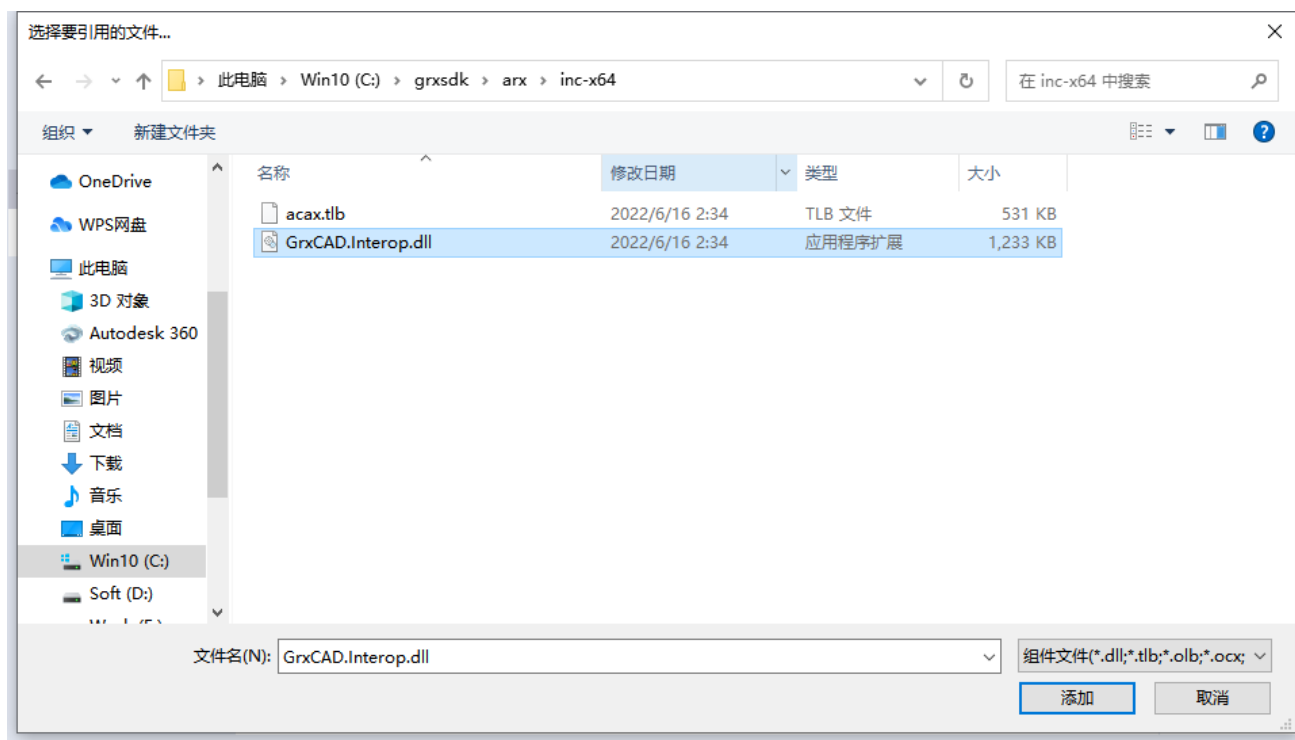 选择要引用的文件...
此电脑 › Win10 (C:) › grxsdk › arx › inc-x64
在 inc-x64 中搜索
组织 新建文件夹
名称 修改日期 类型 大小
acax.tlb 2022/6/16 2:34 TLB 文件 531 KB
GrxCAD.Interop.dll 2022/6/16 2:34 应用程序扩展 1,233 KB
OneDrive
WPS网盘
此电脑
3D 对象
Autodesk 360
视频
图片
文档
下载
音乐
桌面
Win10 (C:)
Soft (D:)
文件名(N): GrxCAD.Interop.dll
组件文件(*.dll;*.tlb;*.olb;*.ocx;
添加 取消